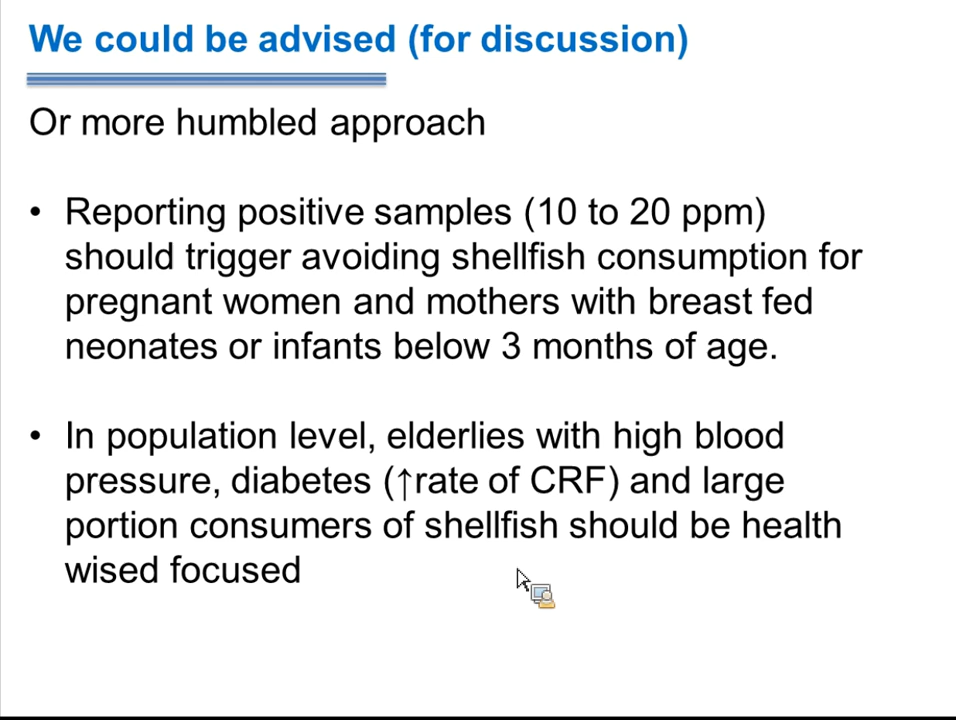 We could be advised (for discussion)
Or more humbled approach
• Reporting positive samples (10 to 20 ppm)
should trigger avoiding shellfish consumption for
pregnant women and mothers with breast fed
neonates or infants below 3 months of age.
• In population level, elderlies with high blood
pressure, diabetes (↑rate of CRF) and large
portion consumers of shellfish should be health
wised focused